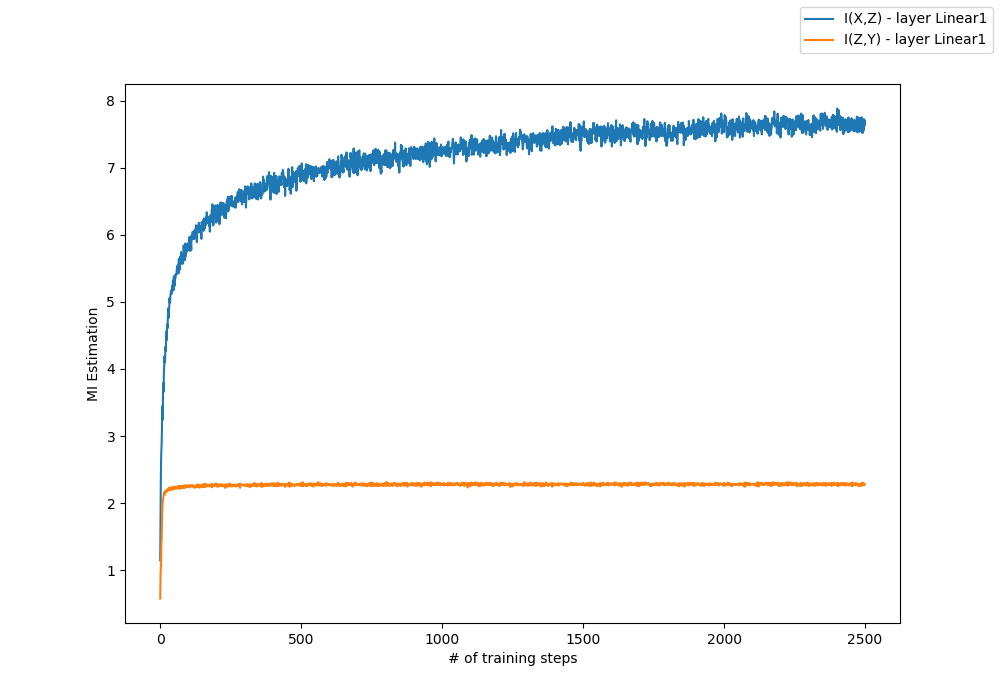 I(X,Z) - layer Linear1
I(Z,Y) - layer Linear1
8
7
6
5
4
3
2
1
MI Estimation
0 500 1000 1500 2000 2500
# of training steps